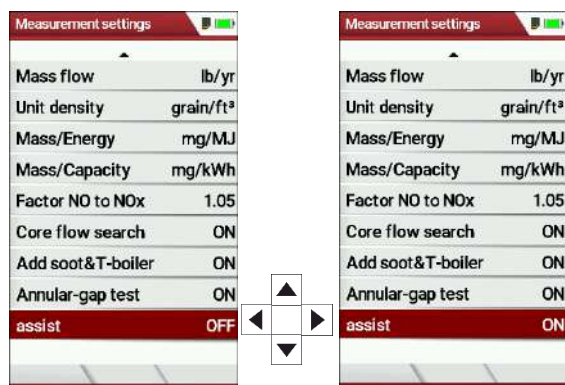 Measurement settings
Mass flow lb/yr
Unit density grain/ft³
Mass/Energy mg/MJ
Mass/Capacity mg/kWh
Factor NO to NOx 1.05
Core flow search ON
Add soot&T-boiler ON
Annular-gap test ON
assist OFF
Measurement settings
Mass flow lb/yr
Unit density grain/ft³
Mass/Energy mg/MJ
Mass/Capacity mg/kWh
Factor NO to NOx 1.05
Core flow search ON
Add soot&T-boiler ON
Annular-gap test ON
assist ON